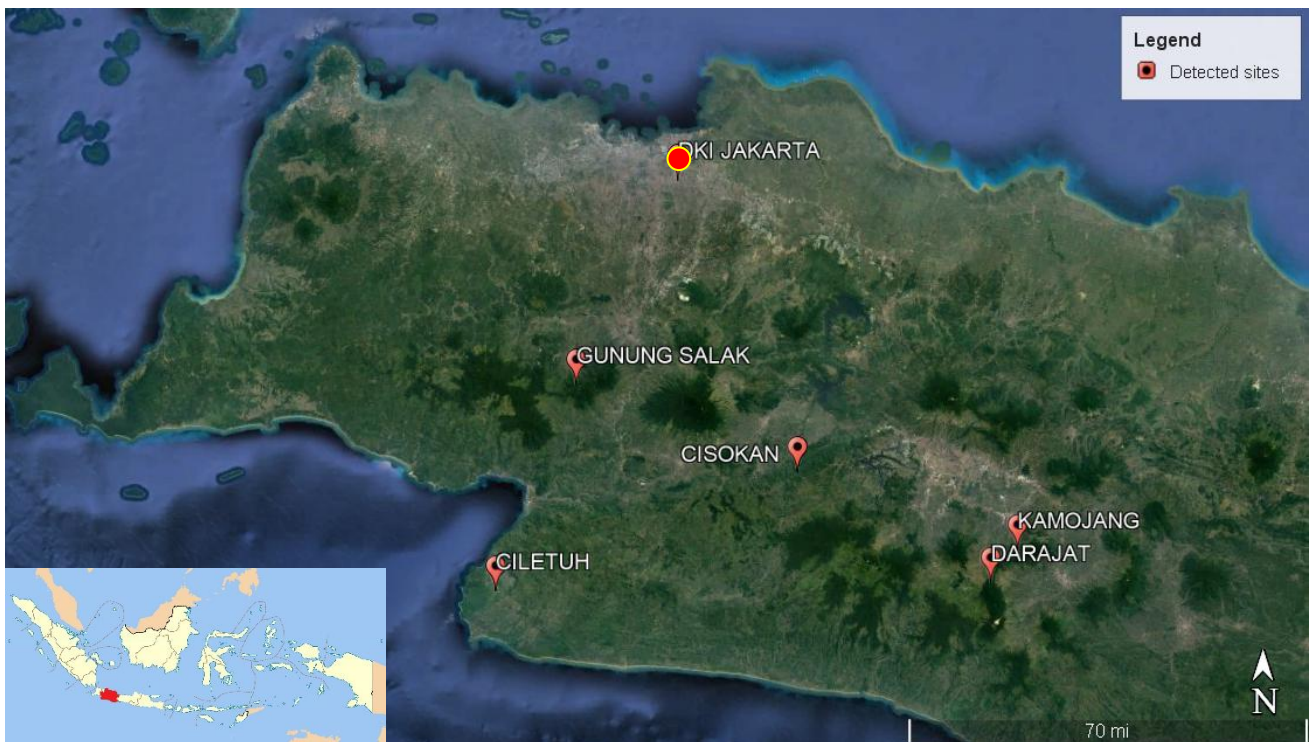 Legend
Detected sites
DKI JAKARTA
GUNUNG SALAK
CISOKAN
KAMOJANG
DARAJAT
CILETUH
N
70 mi